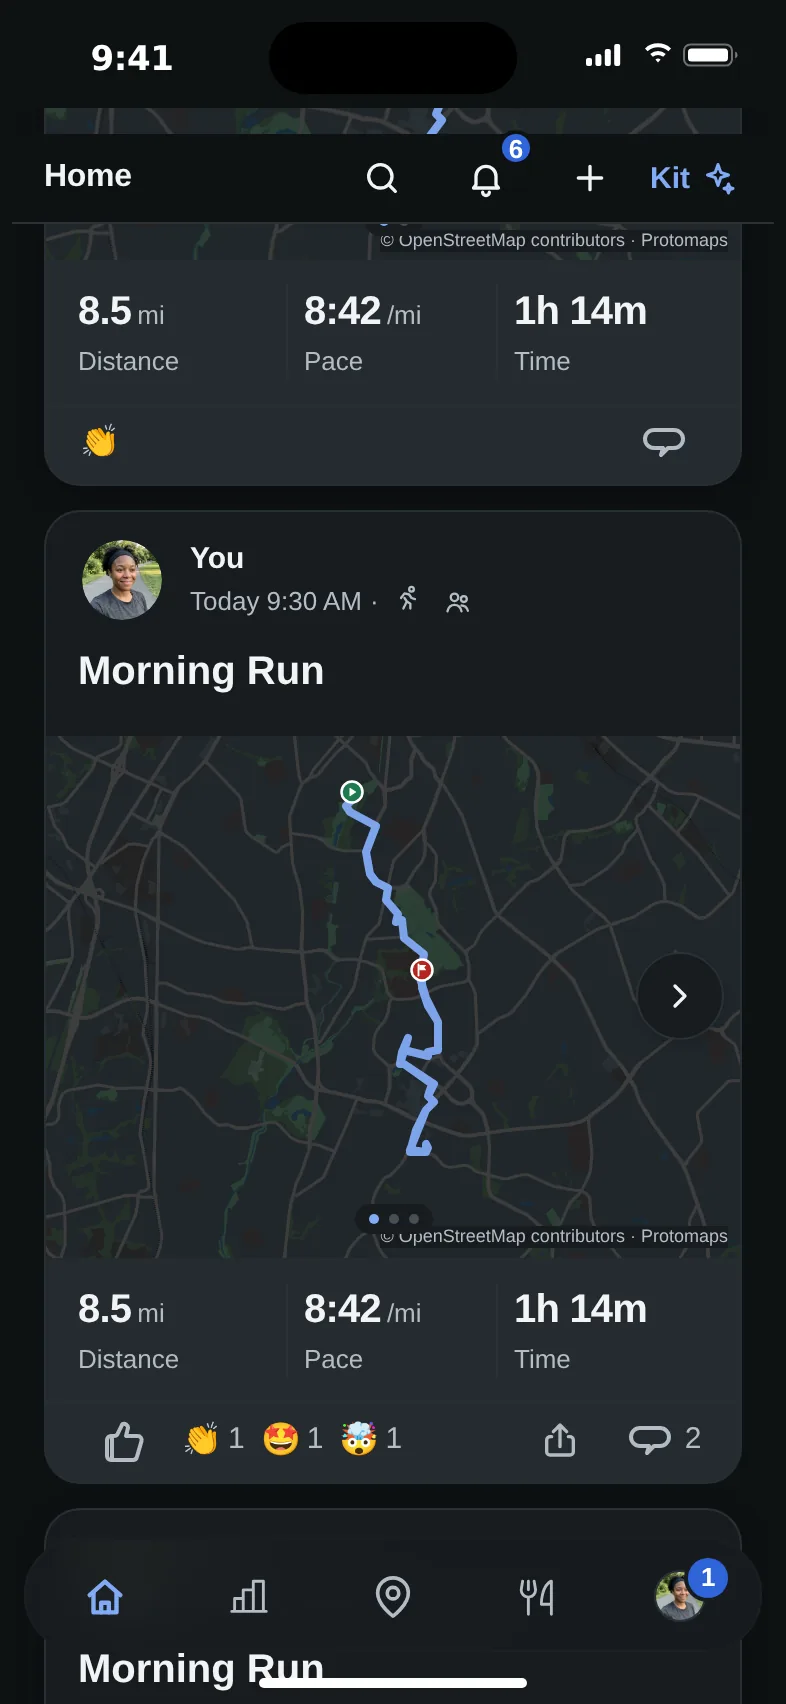 9:41
Home
6
Kit
© OpenStreetMap contributors · Protomaps
8.5 mi
8:42 /mi
1h 14m
Distance
Pace
Time
You
Today 9:30 AM ·
Morning Run
© OpenStreetMap contributors · Protomaps
8.5 mi
8:42 /mi
1h 14m
Distance
Pace
Time
1
1
1
2
1
Morning Run